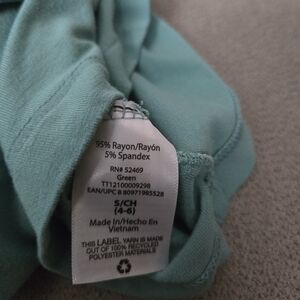 95% Rayon/Rayón
5% Spandex
RN# 52469
Green
TT12100009298
EAN/UPC B 80971985528
S/CH
(4-6)
Made In/Hecho En
Vietnam
THIS LABEL YARN IS MADE
OUT OF 100% RECYCLED
POLYESTER MATERIALS